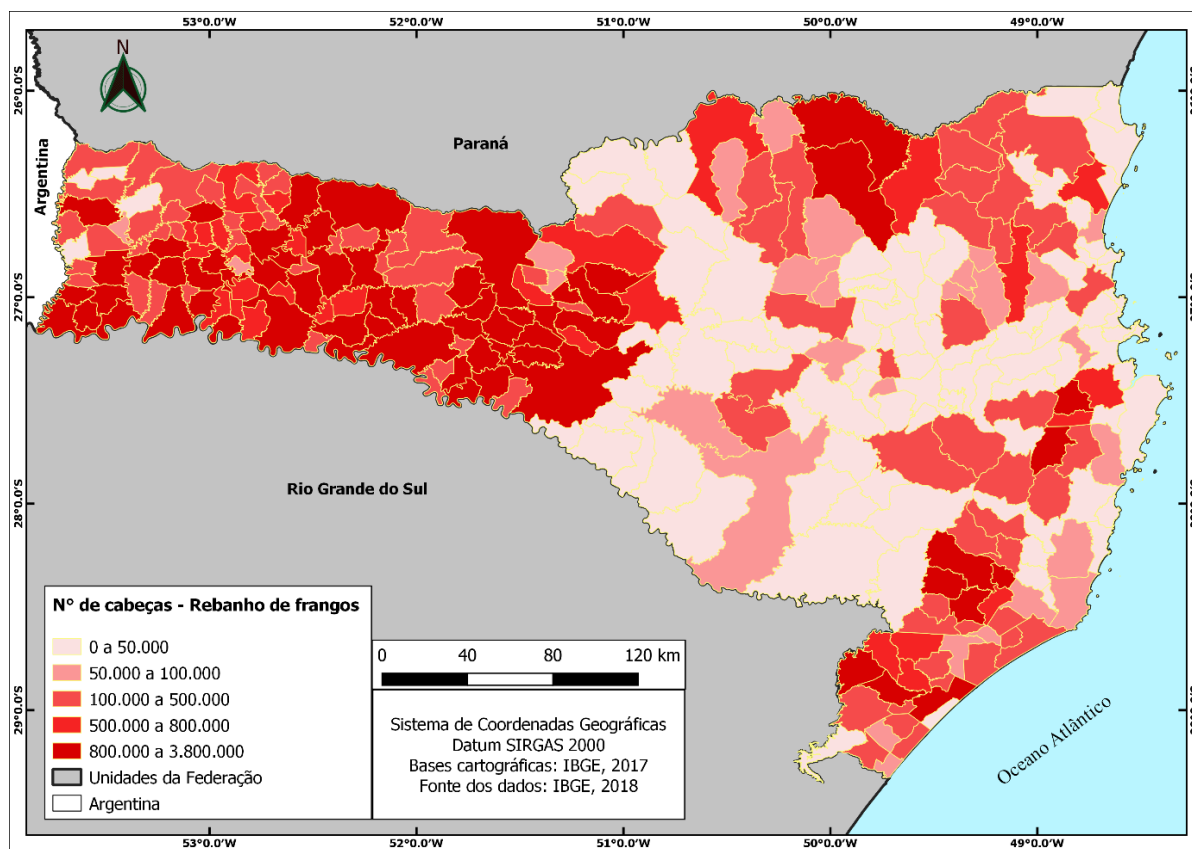 53°0.0'W 52°0.0'W 51°0.0'W 50°0.0'W 49°0.0'W
N
26°0.0'S
Paraná
Argentina
27°0.0'S
Rio Grande do Sul
28°0.0'S
N° de cabeças - Rebanho de frangos
0 a 50.000
50.000 a 100.000
100.000 a 500.000
500.000 a 800.000
800.000 a 3.800.000
Unidades da Federação
Argentina
0 40 80 120 km
Sistema de Coordenadas Geográficas
Datum SIRGAS 2000
Bases cartográficas: IBGE, 2017
Fonte dos dados: IBGE, 2018
29°0.0'S
Oceano Atlântico
53°0.0'W 52°0.0'W 51°0.0'W 50°0.0'W 49°0.0'W